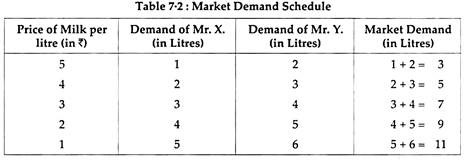 Table 7-2 : Market Demand Schedule
Price of Milk per litre (in ₹) Demand of Mr. X. (in Litres) Demand of Mr. Y. (in Litres) Market Demand (in Litres)
5 1 2 1 + 2 = 3
4 2 3 2 + 3 = 5
3 3 4 3 + 4 = 7
2 4 5 4 + 5 = 9
1 5 6 5 + 6 = 11